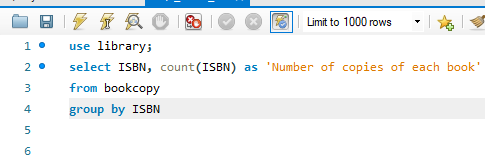 Limit to 1000 rows
1 use library;
2 select ISBN, count(ISBN) as 'Number of copies of each book'
3 from bookcopy
4 group by ISBN
5
6